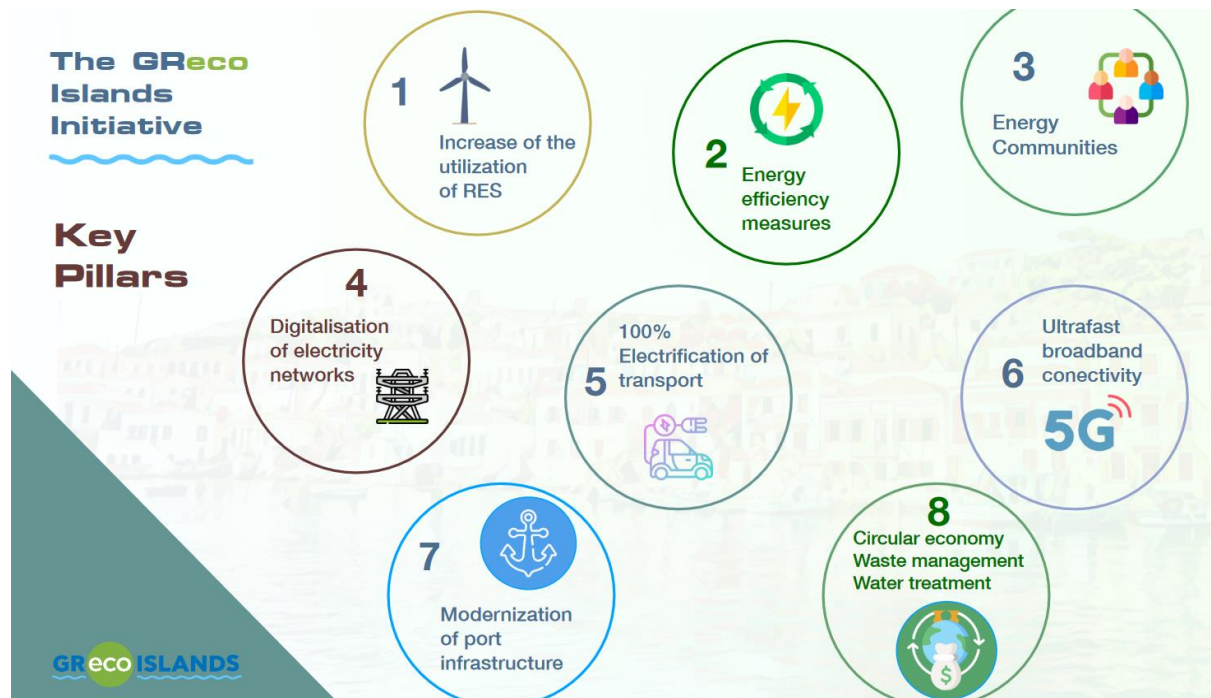 The GReco
Islands
Initiative
Key
Pillars
1
Increase of the
utilization
of RES
2
Energy
efficiency
measures
3
Energy
Communities
4
Digitalisation
of electricity
networks
5
100%
Electrification of
transport
6
Ultrafast
broadband
conectivity
5G
7
Modernization
of port
infrastructure
8
Circular economy
Waste management
Water treatment
$
GR eco ISLANDS